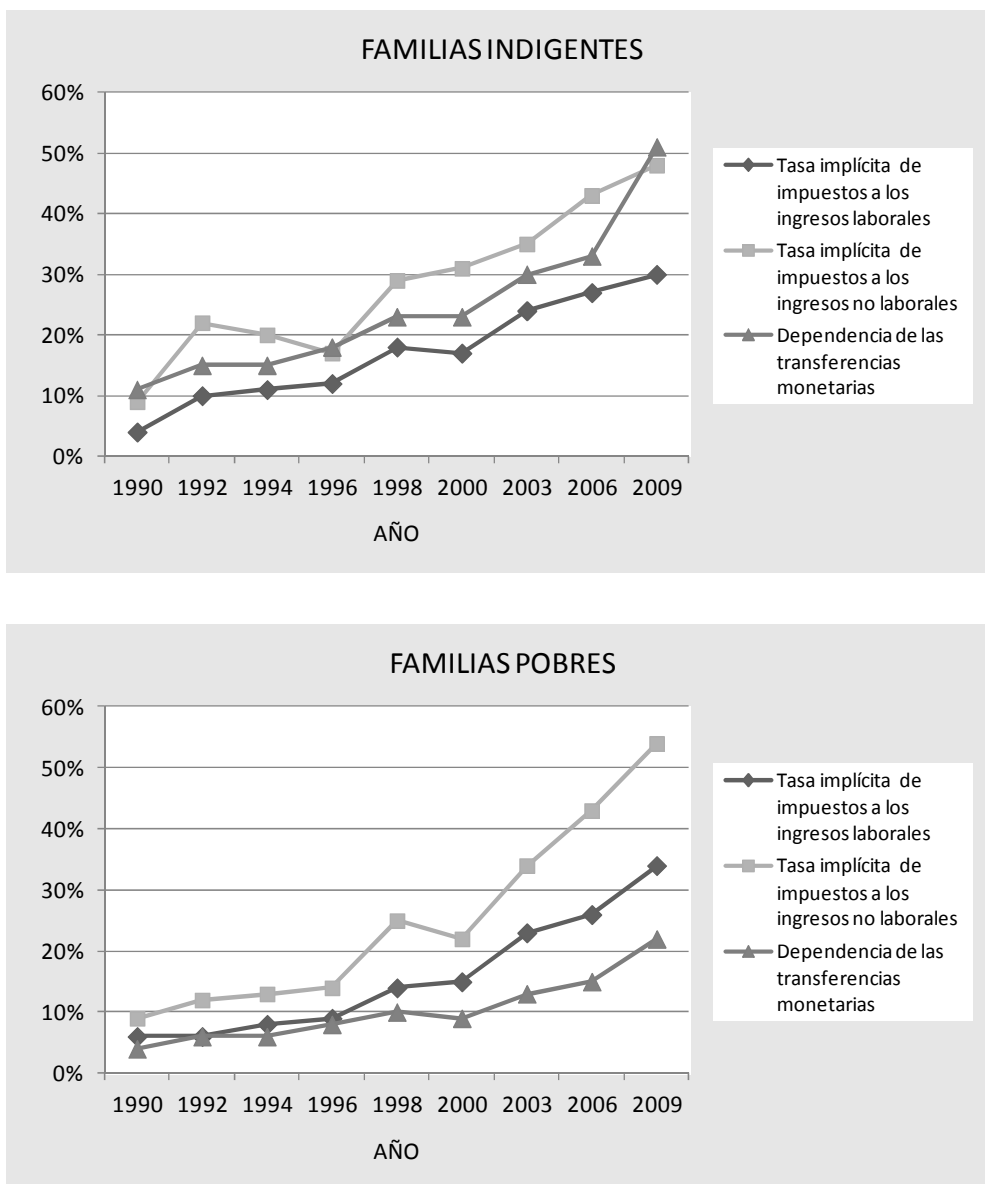 FAMILIAS INDIGENTES
60%
50%
40%
30%
20%
10%
0%
1990 1992 1994 1996 1998 2000 2003 2006 2009
AÑO
Tasa implícita de
impuestos a los
ingresos laborales
Tasa implícita de
impuestos a los
ingresos no laborales
Dependencia de las
transferencias
monetarias
FAMILIAS POBRES
60%
50%
40%
30%
20%
10%
0%
1990 1992 1994 1996 1998 2000 2003 2006 2009
AÑO
Tasa implícita de
impuestos a los
ingresos laborales
Tasa implícita de
impuestos a los
ingresos no laborales
Dependencia de las
transferencias
monetarias